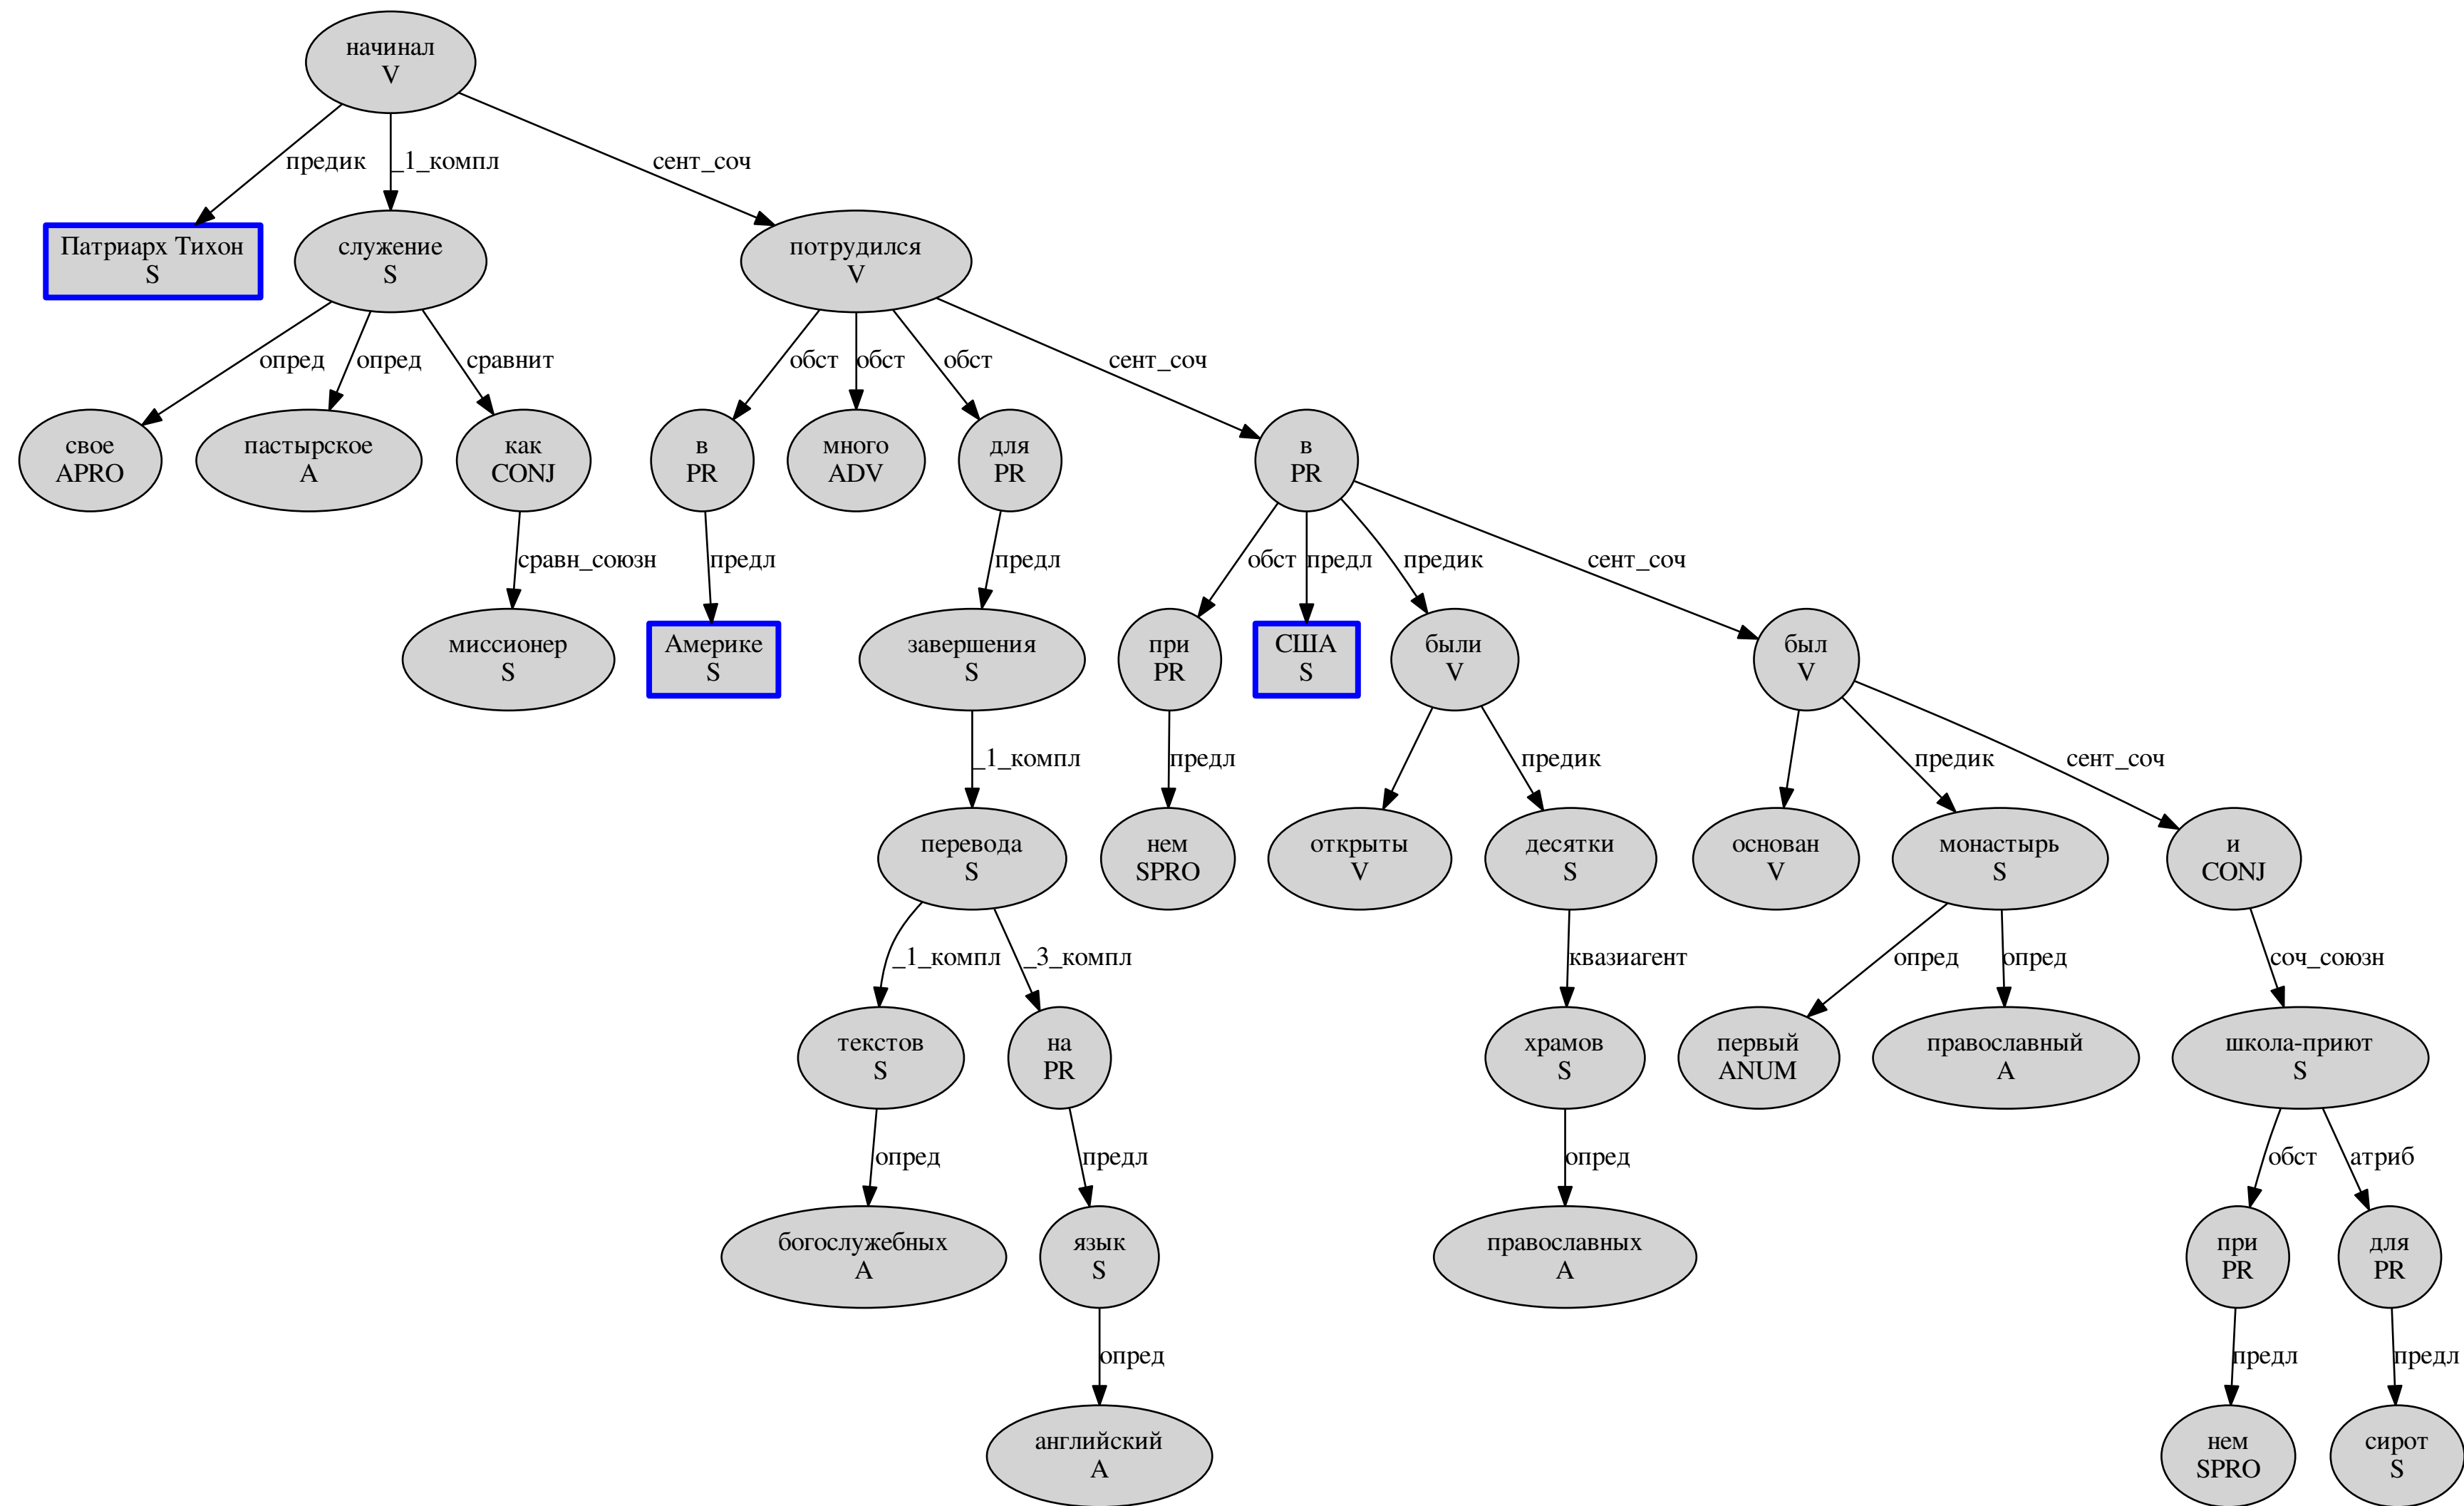 начинал
V
предик
_1_компл
сент_соч
Патриарх Тихон
S
служение
S
потрудился
V
опред
опред
сравнит
обст
обст
обст
сент_соч
свое
APRO
пастырское
A
как
CONJ
в
PR
много
ADV
для
PR
в
PR
сравн_союзн
предл
предл
обст
предл
предик
сент_соч
миссионер
S
Америке
S
завершения
S
при
PR
США
S
были
V
был
V
_1_компл
предл
предик
предик
сент_соч
перевода
S
нем
SPRO
открыты
V
десятки
S
основан
V
монастырь
S
и
CONJ
_1_компл
_3_компл
квазиагент
опред
опред
соч_союзн
текстов
S
на
PR
храмов
S
первый
ANUM
православный
A
школа-приют
S
опред
предл
опред
обст
атриб
богослужебных
A
язык
S
православных
A
при
PR
для
PR
опред
предл
предл
английский
A
нем
SPRO
сирот
S